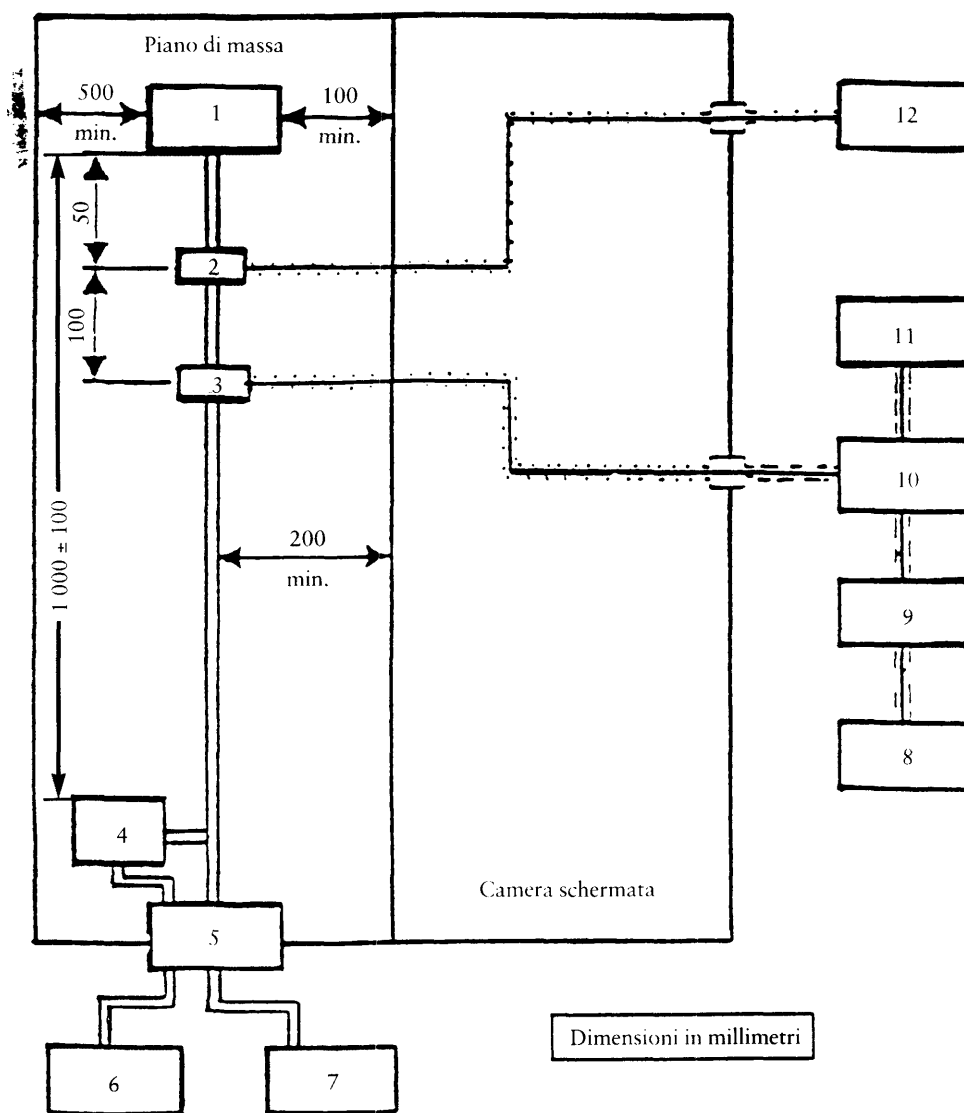 Piano di massa
500
min.
1
100
min.
12
50
2
100
3
11
10
1 000 ± 100
200
min.
9
8
4
Camera schermata
5
Dimensioni in millimetri
6
7